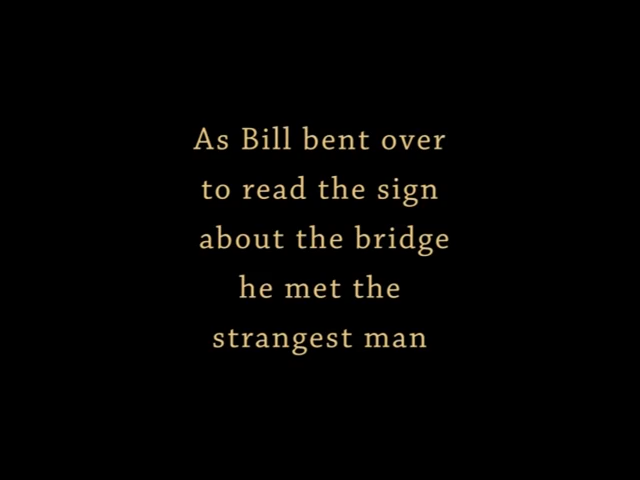 As Bill bent over
to read the sign
about the bridge
he met the
strangest man